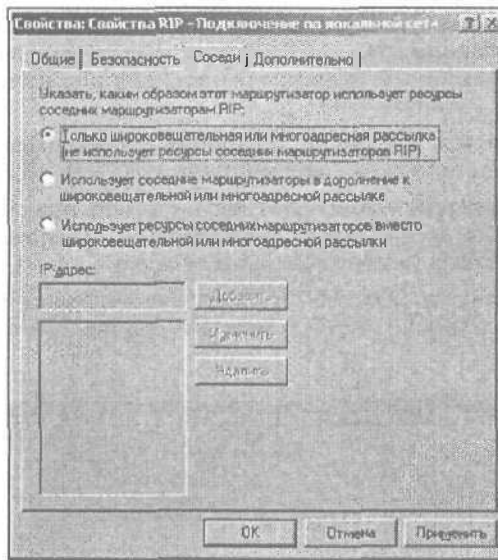 Свойства: Свойства RIP - Подключение по локальной сети
Общие Безопасность Соседи Дополнительно
Указать, каким образом этот маршрутизатор использует ресурсы
соседних маршрутизаторам RIP:
Только широковещательная или многоадресная рассылка
(не использует ресурсы соседних маршрутизаторов RIP)
Использует соседние маршрутизаторы в дополнение к
широковещательной или многоадресной рассылке
Использует ресурсы соседних маршрутизаторов вместо
широковещательной или многоадресной рассылки
IP-адрес:
Добавить
Изменить
Удалить
OK Отмена Применить